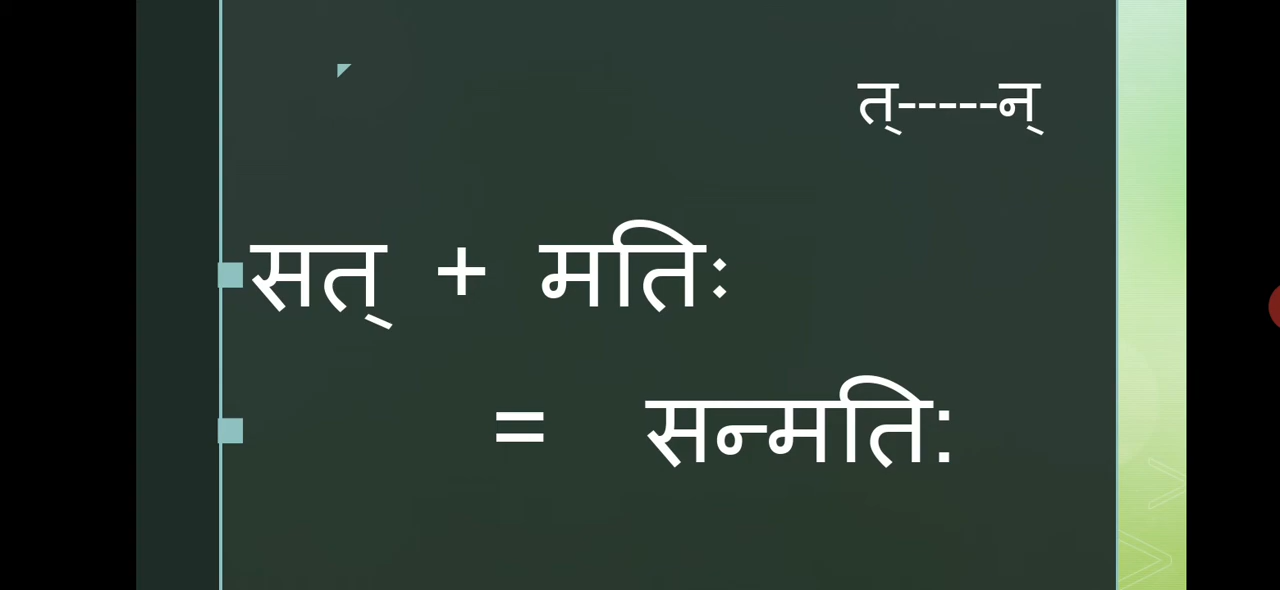 त्-----न्
सत् + मतिः
= सन्मति: